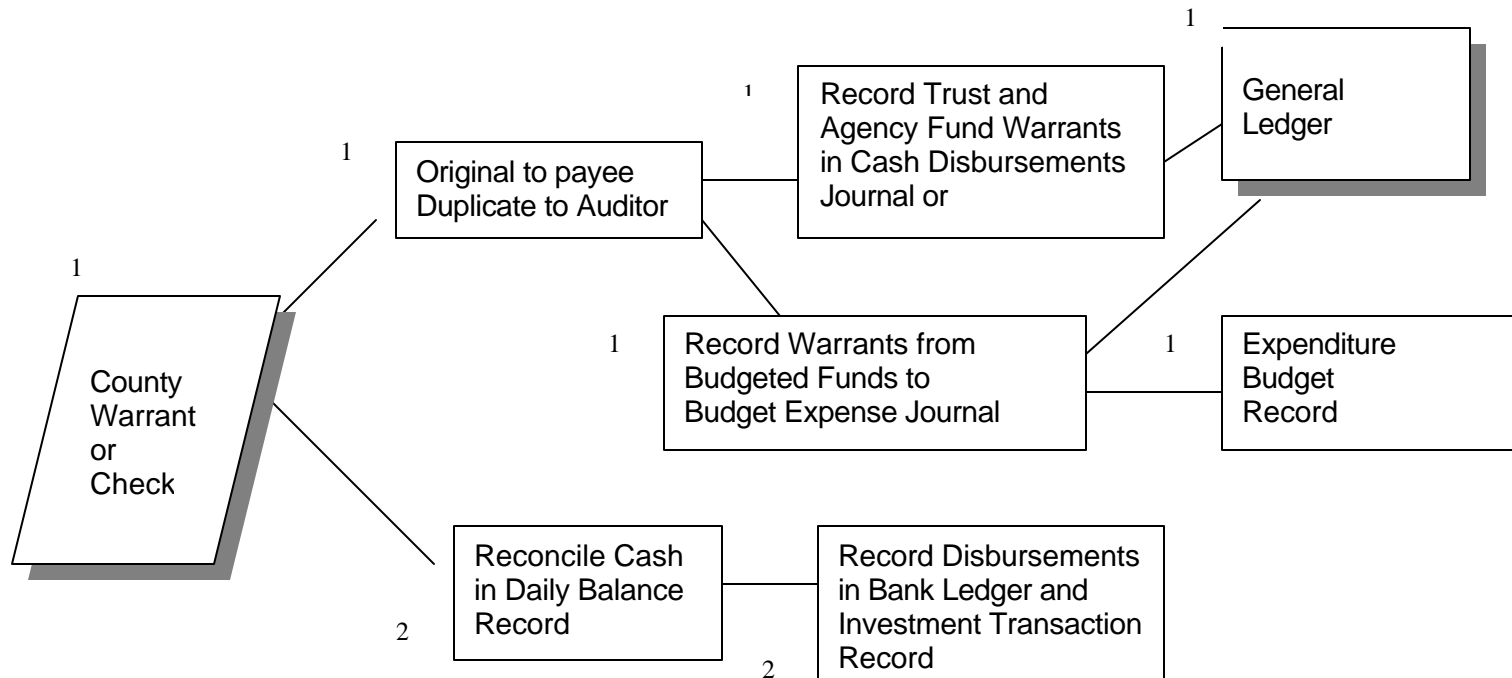 1
County
Warrant
or
Check
1
Original to payee
Duplicate to Auditor
1
Record Trust and
Agency Fund Warrants
in Cash Disbursements
Journal or
1
General
Ledger
1
Record Warrants from
Budgeted Funds to
Budget Expense Journal
1
Expenditure
Budget
Record
2
Reconcile Cash
in Daily Balance
Record
2
Record Disbursements
in Bank Ledger and
Investment Transaction
Record